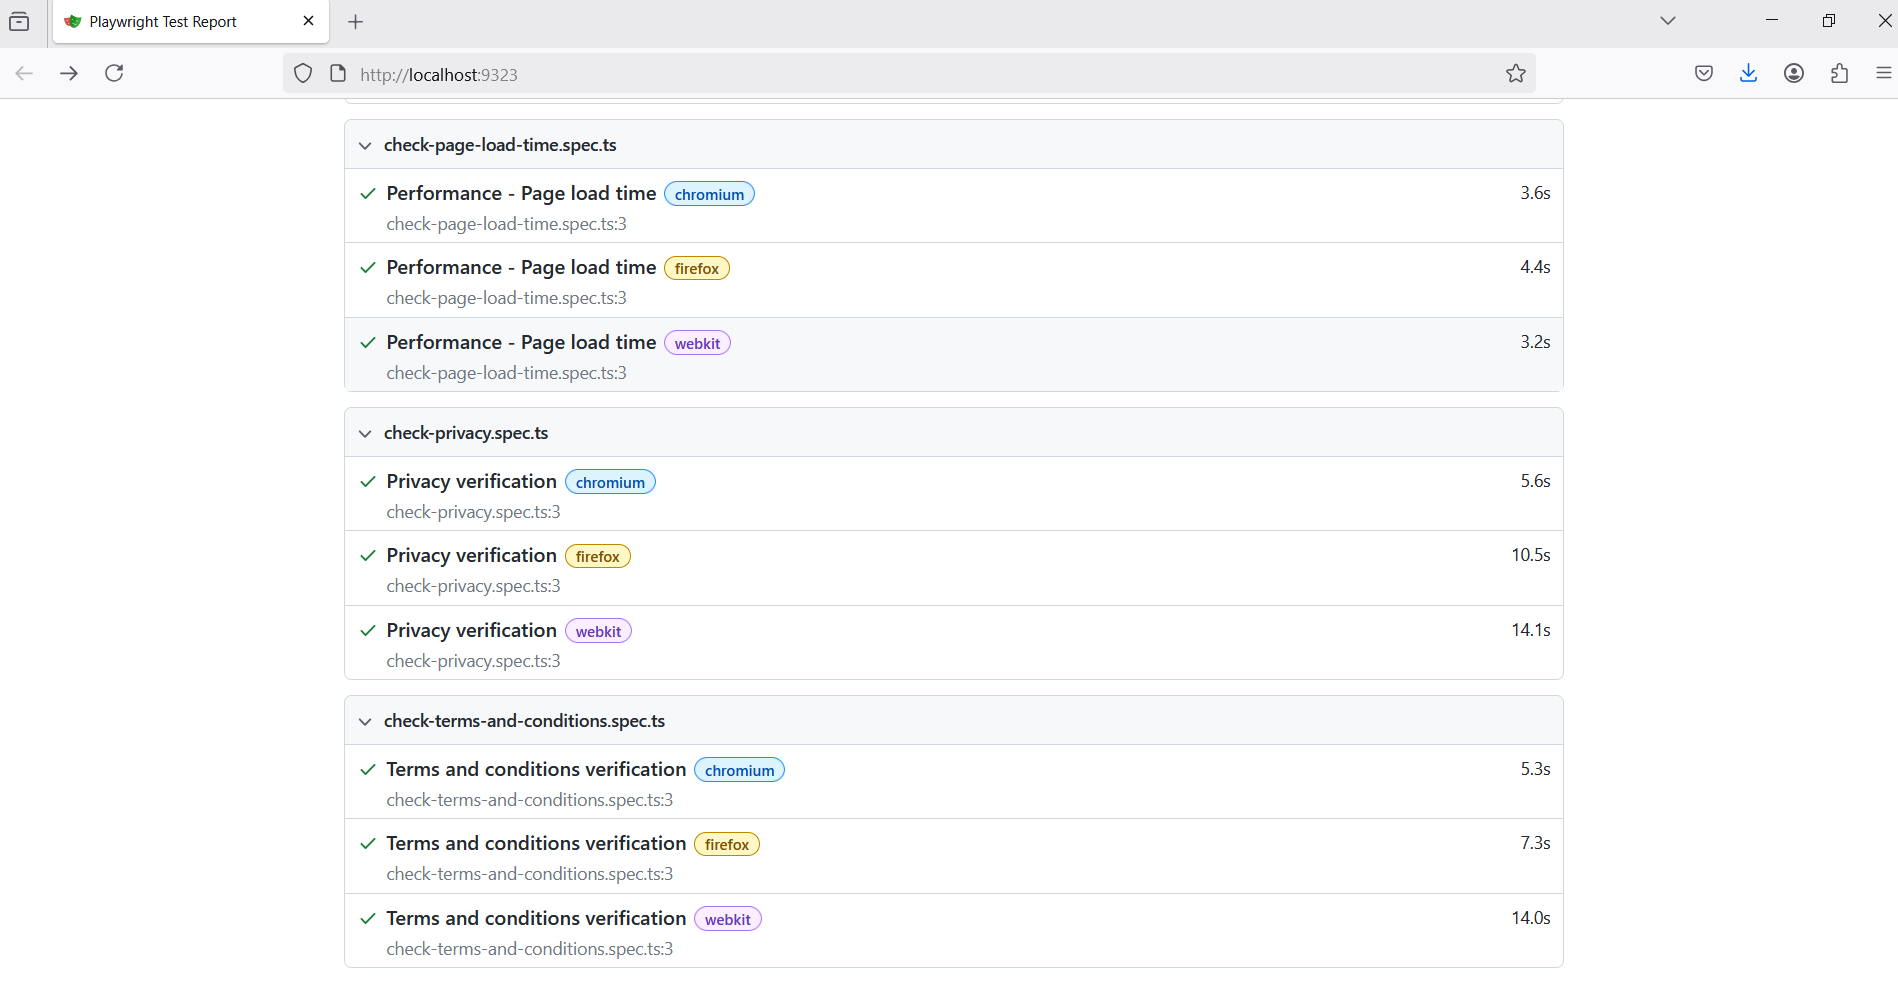 Playwright Test Report
http://localhost:9323
check-page-load-time.spec.ts
Performance - Page load time chromium 3.6s
check-page-load-time.spec.ts:3
Performance - Page load time firefox 4.4s
check-page-load-time.spec.ts:3
Performance - Page load time webkit 3.2s
check-page-load-time.spec.ts:3
check-privacy.spec.ts
Privacy verification chromium 5.6s
check-privacy.spec.ts:3
Privacy verification firefox 10.5s
check-privacy.spec.ts:3
Privacy verification webkit 14.1s
check-privacy.spec.ts:3
check-terms-and-conditions.spec.ts
Terms and conditions verification chromium 5.3s
check-terms-and-conditions.spec.ts:3
Terms and conditions verification firefox 7.3s
check-terms-and-conditions.spec.ts:3
Terms and conditions verification webkit 14.0s
check-terms-and-conditions.spec.ts:3